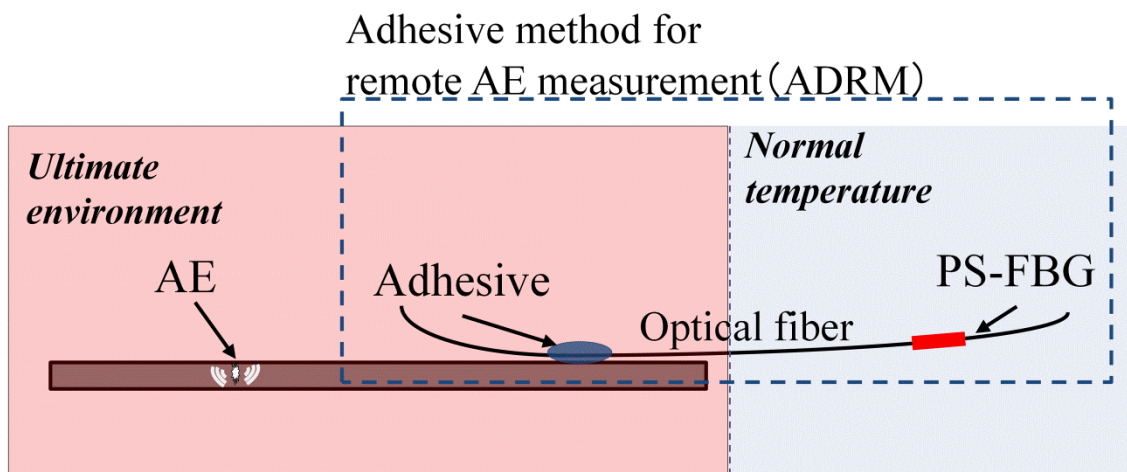 Adhesive method for
remote AE measurement(ADRM)
Ultimate
environment
Normal
temperature
AE
Adhesive
Optical fiber
PS-FBG